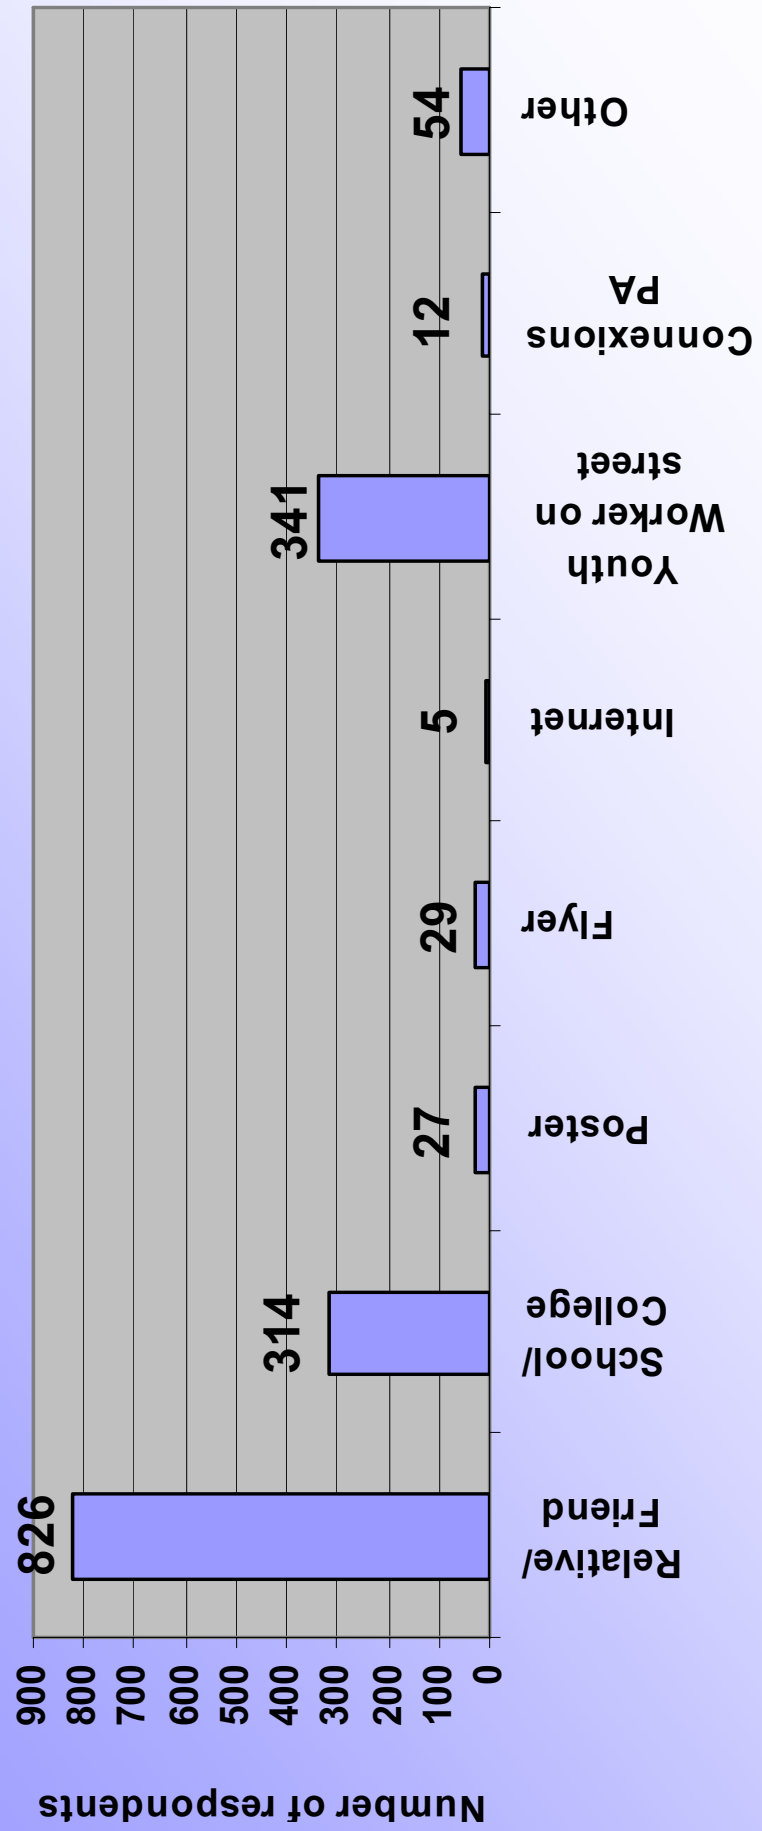 Number of respondents
900
800
700
600
500
400
300
200
100
0
826
314
27
29
5
341
12
54
Relative/
Friend
School/
College
Poster
Flyer
Internet
Youth
Worker on
street
Connexions
PA
Other